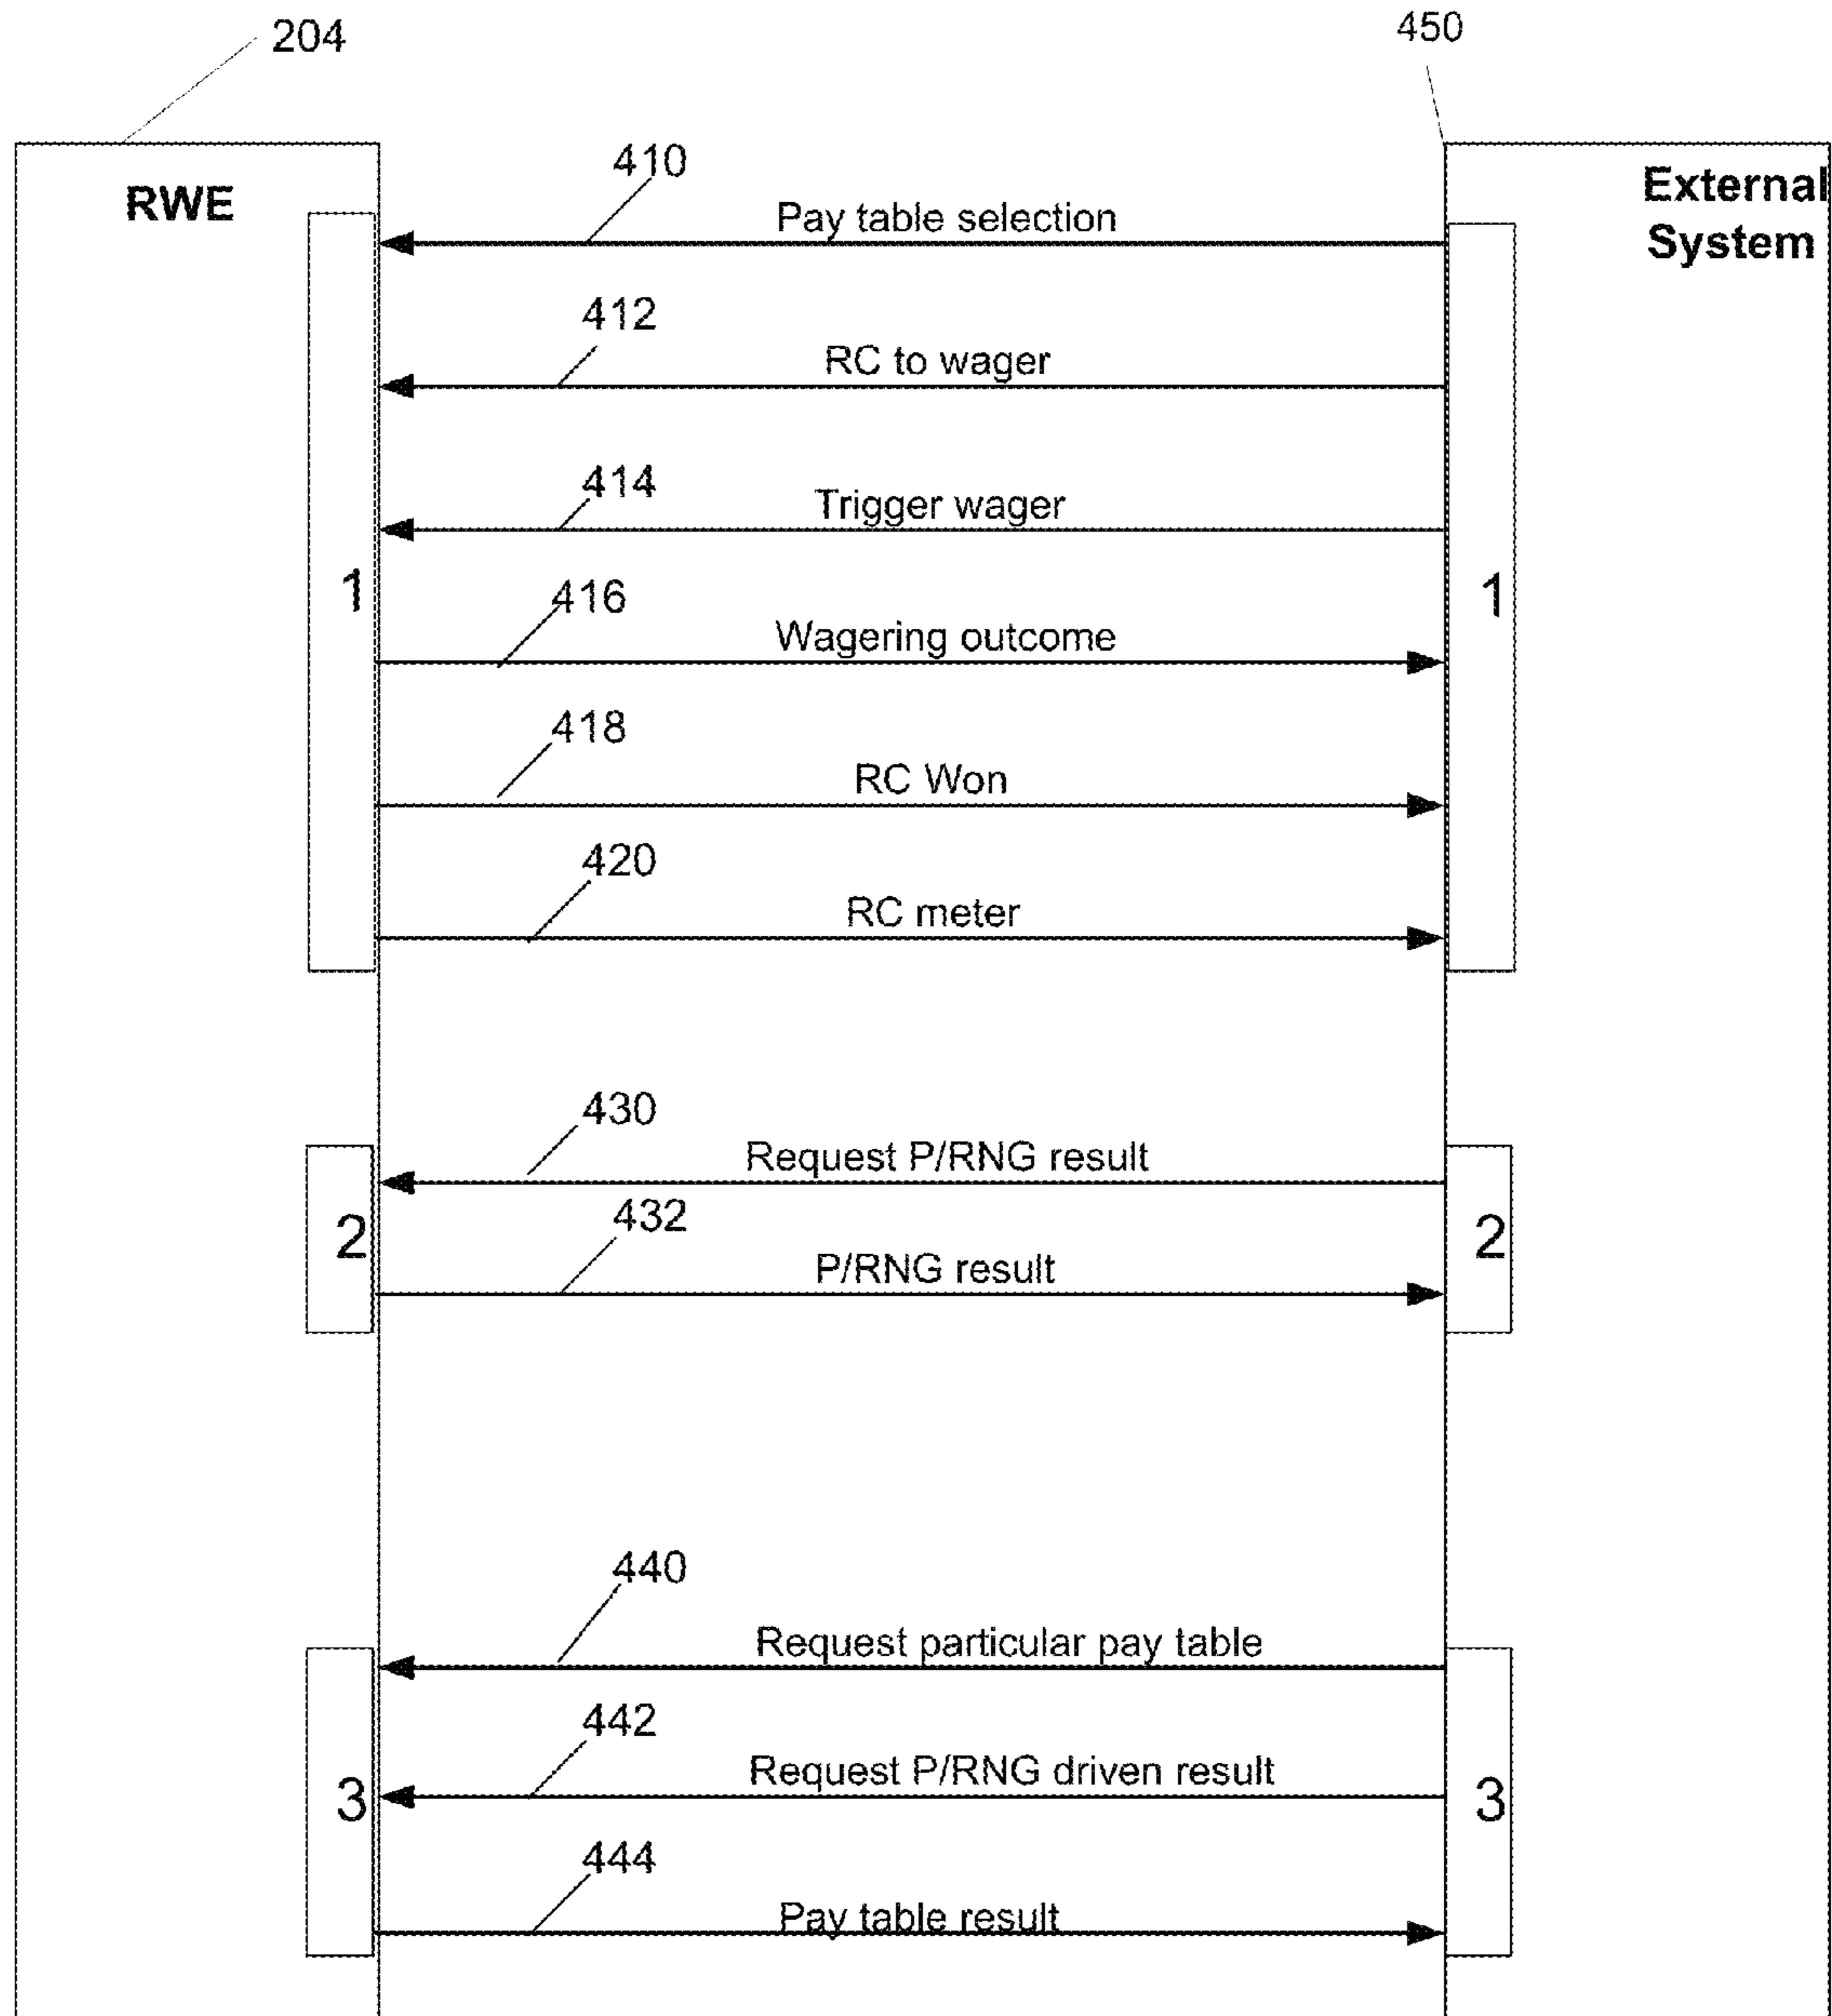 204
450
RWE
External
System
410
Pay table selection
412
RC to wager
414
Trigger wager
1
1
416
Wagering outcome
418
RC Won
420
RC meter
430
Request P/RNG result
2
2
432
P/RNG result
440
Request particular pay table
442
Request P/RNG driven result
3
3
444
Pay table result